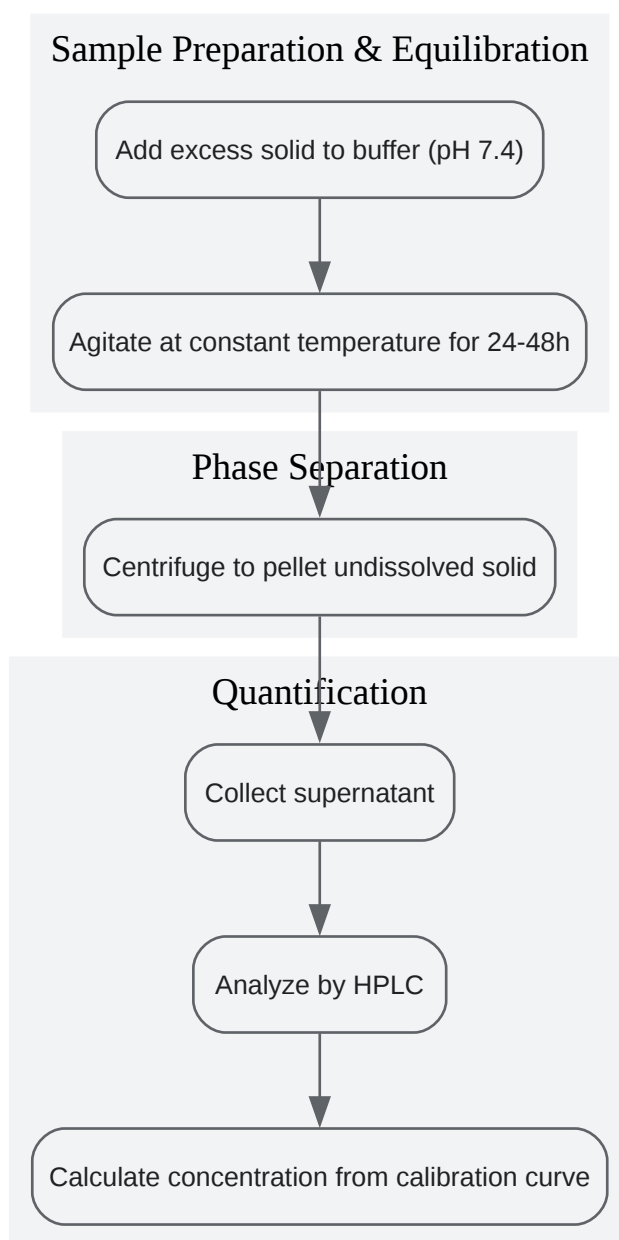 Sample Preparation & Equilibration
Add excess solid to buffer (pH 7.4)
Agitate at constant temperature for 24-48h
Phase Separation
Centrifuge to pellet undissolved solid
Quantification
Collect supernatant
Analyze by HPLC
Calculate concentration from calibration curve